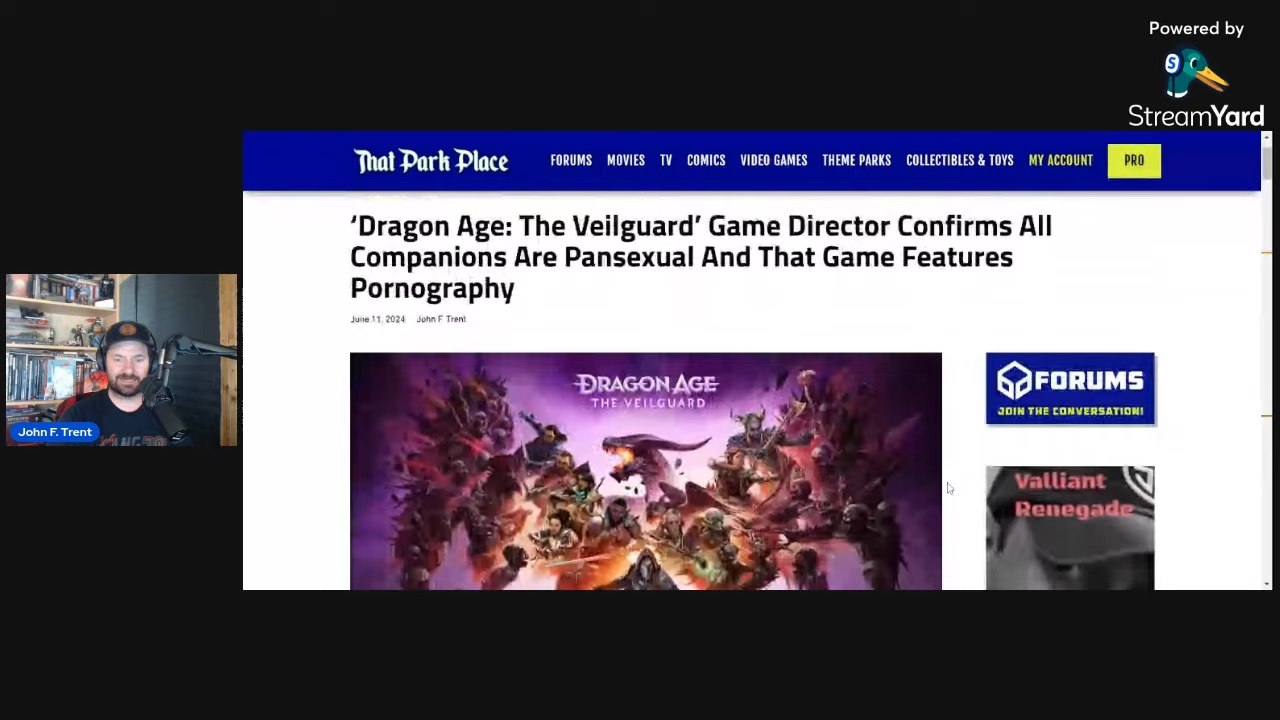 Powered by
StreamYard
That Park Place
FORUMS MOVIES TV COMICS VIDEO GAMES THEME PARKS COLLECTIBLES & TOYS MY ACCOUNT PRO
‘Dragon Age: The Veilguard’ Game Director Confirms All
Companions Are Pansexual And That Game Features
Pornography
June 11, 2024 John F. Trent
DRAGON AGE
THE VEILGUARD
FORUMS
JOIN THE CONVERSATION!
Valliant
Renegade
John F. Trent